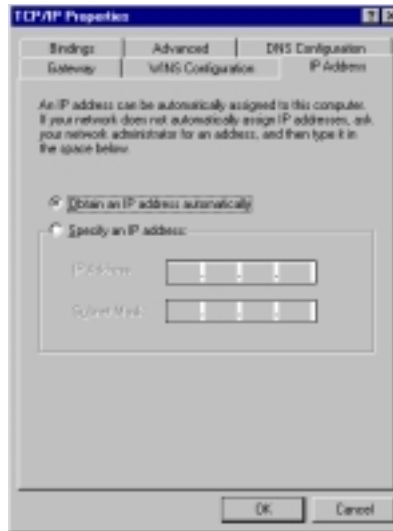 TCP/IP Properties
Bindings Advanced DNS Configuration
Gateway WINS Configuration IP Address
An IP address can be automatically assigned to this computer.
If your network does not automatically assign IP addresses, ask
your network administrator for an address, and then type it in
the space below.
Obtain an IP address automatically
Specify an IP address:
IP Address:
Subnet Mask:
OK Cancel